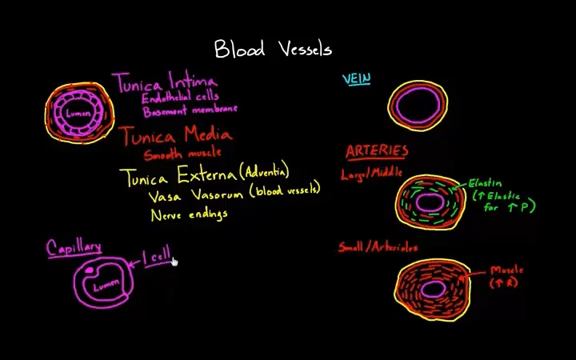 Blood Vessels
Tunica Intima
Endothelial cells
Basement membrane
Lumen
Tunica Media
Smooth muscle
Tunica Externa (Adventia)
Vasa Vasorum (blood vessels)
Nerve endings
Capillary
1 cell
Lumen
VEIN
ARTERIES
Large/Middle
Elastin
(↑ Elastic
for ↑ P)
Small/Arterioles
Muscle
(↑ R)